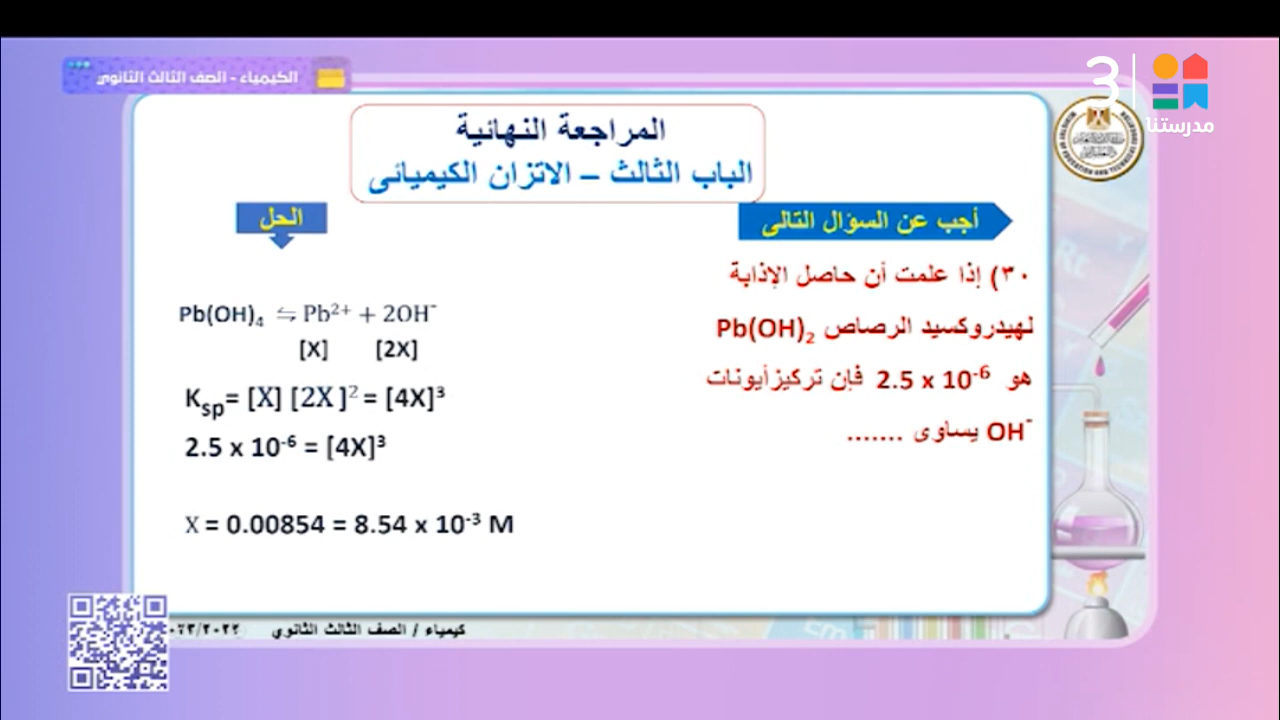 الكيمياء - الصف الثالث الثانوي
3
مدرستنا
المراجعة النهائية
الباب الثالث – الاتزان الكيميائى
أجب عن السؤال التالى
٣٠) إذا علمت أن حاصل الإذابة
لهيدروكسيد الرصاص Pb(OH)₂
هو 2.5 x 10⁻⁶ فإن تركيزأيونات
OH⁻ يساوى .......
الحل
Pb(OH)₄ ⇋ Pb²⁺ + 2OH⁻
[X] [2X]
Ksp= [X] [2X]² = [4X]³
2.5 x 10⁻⁶ = [4X]³
X = 0.00854 = 8.54 x 10⁻³ M
كيمياء / الصف الثالث الثانوي ٢٠٢٣/٢٠٢٢